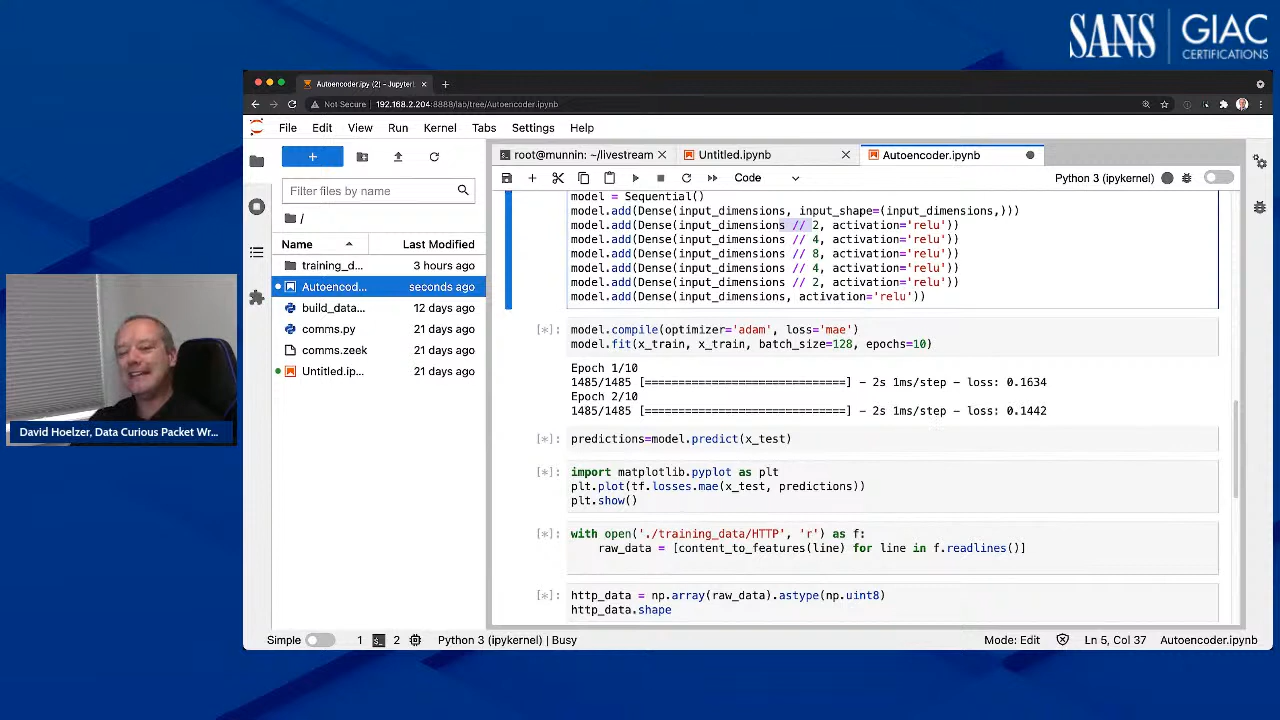 SANS GIAC
CERTIFICATIONS
Autoencoder.ipy (2) - JupyterL
Not Secure 192.168.2.204:8888/lab/tree/Autoencoder.ipynb
File Edit View Run Kernel Tabs Settings Help
root@munnin: ~/livestream
Untitled.ipynb
Autoencoder.ipynb
Code
Python 3 (ipykernel)
Filter files by name
/
Name Last Modified
training_d... 3 hours ago
Autoencod... seconds ago
build_data... 12 days ago
comms.py 21 days ago
comms.zeek 21 days ago
Untitled.ip... 21 days ago
model = Sequential()
model.add(Dense(input_dimensions, input_shape=(input_dimensions,)))
model.add(Dense(input_dimensions // 2, activation='relu'))
model.add(Dense(input_dimensions // 4, activation='relu'))
model.add(Dense(input_dimensions // 8, activation='relu'))
model.add(Dense(input_dimensions // 4, activation='relu'))
model.add(Dense(input_dimensions // 2, activation='relu'))
model.add(Dense(input_dimensions, activation='relu'))
[*]: model.compile(optimizer='adam', loss='mae')
model.fit(x_train, x_train, batch_size=128, epochs=10)
Epoch 1/10
1485/1485 [==============================] - 2s 1ms/step - loss: 0.1634
Epoch 2/10
1485/1485 [==============================] - 2s 1ms/step - loss: 0.1442
[*]: predictions=model.predict(x_test)
[*]: import matplotlib.pyplot as plt
plt.plot(tf.losses.mae(x_test, predictions))
plt.show()
[*]: with open('./training_data/HTTP', 'r') as f:
raw_data = [content_to_features(line) for line in f.readlines()]
[*]: http_data = np.array(raw_data).astype(np.uint8)
http_data.shape
David Hoelzer, Data Curious Packet Wr...
Simple 1 2 Python 3 (ipykernel) | Busy Mode: Edit Ln 5, Col 37 Autoencoder.ipynb